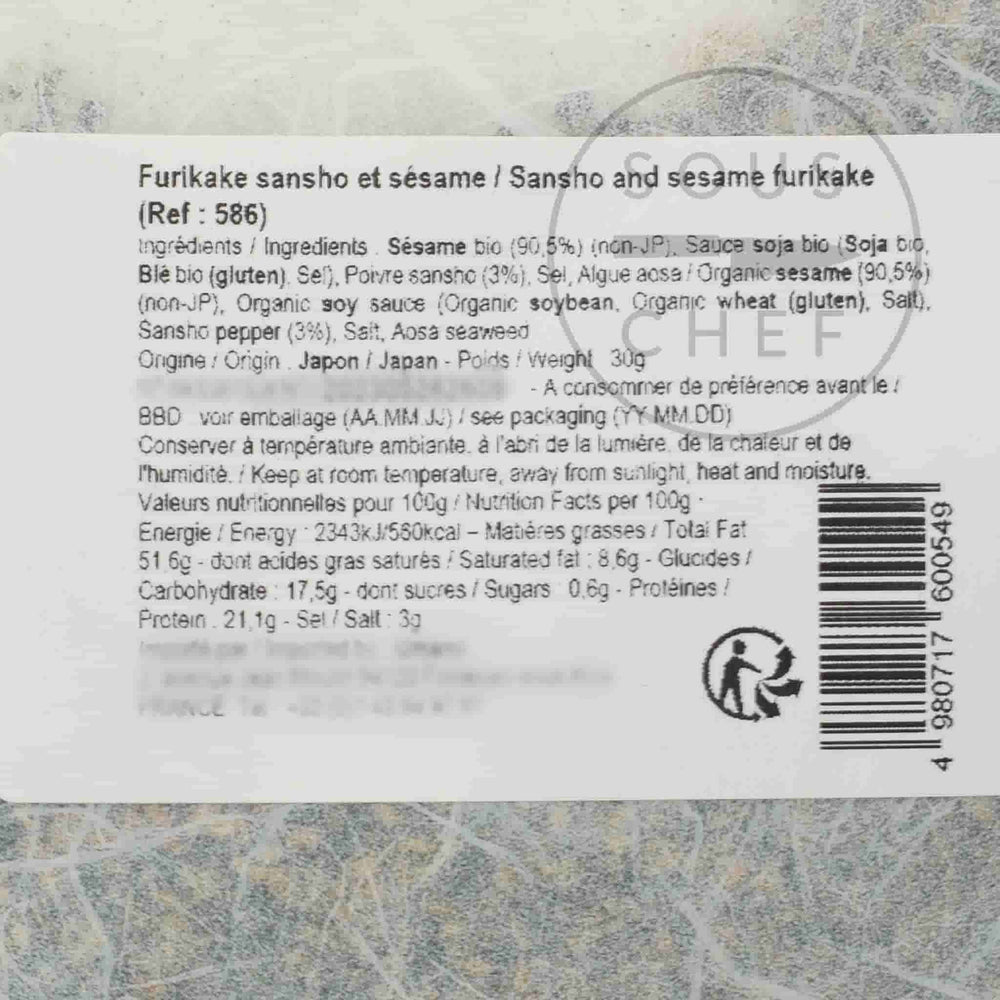 SOUS
CHEF
Furikake sansho et sésame / Sansho and sesame furikake
(Ref : 586)
Ingrédients / Ingredients : Sésame bio (90,5%) (non-JP), Sauce soja bio (Soja bio,
Blé bio (gluten), Sel), Poivre sansho (3%), Sel, Algue aosa / Organic sesame (90,5%)
(non-JP), Organic soy sauce (Organic soybean, Organic wheat (gluten), Salt),
Sansho pepper (3%), Salt, Aosa seaweed
Origine / Origin : Japon / Japan - Poids / Weight : 30g
- A consommer de préférence avant le /
BBD : voir emballage (AA.MM.JJ) / see packaging (YY.MM.DD)
Conserver à température ambiante, à l'abri de la lumière, de la chaleur et de
l'humidité. / Keep at room temperature, away from sunlight, heat and moisture.
Valeurs nutritionnelles pour 100g / Nutrition Facts per 100g :
Energie / Energy : 2343kJ/560kcal – Matières grasses / Total Fat :
51,6g - dont acides gras saturés / Saturated fat : 8,6g - Glucides /
Carbohydrate : 17,5g - dont sucres / Sugars : 0,6g - Protéines /
Protein : 21,1g - Sel / Salt : 3g
FRANCE
4 980717 600549